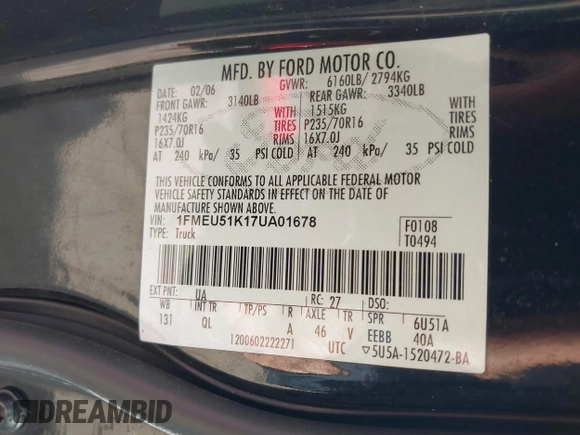 MFD. BY FORD MOTOR CO.
DATE: 02/06 GVWR: 6160LB/ 2794KG
FRONT GAWR: 3140LB REAR GAWR: 3340LB
1424KG WITH 1515KG WITH
P235/70R16 TIRES P235/70R16 TIRES
16X7.0J RIMS 16X7.0J RIMS
AT 240 kPa/ 35 PSI COLD AT 240 kPa/ 35 PSI COLD
THIS VEHICLE CONFORMS TO ALL APPLICABLE FEDERAL MOTOR
VEHICLE SAFETY STANDARDS IN EFFECT ON THE DATE OF
MANUFACTURE SHOWN ABOVE.
VIN: 1FMEU51K17UA01678 F0108
TYPE: Truck T0494
EXT PNT: UA RC: 27 DSO:
WB INT TR TP/PS R AXLE TR SPR 6U51A
131 QL A 46 V EEBB 40A
1200602222271 UTC ▽5U5A-1520472-BA
Ford
DREAMBID